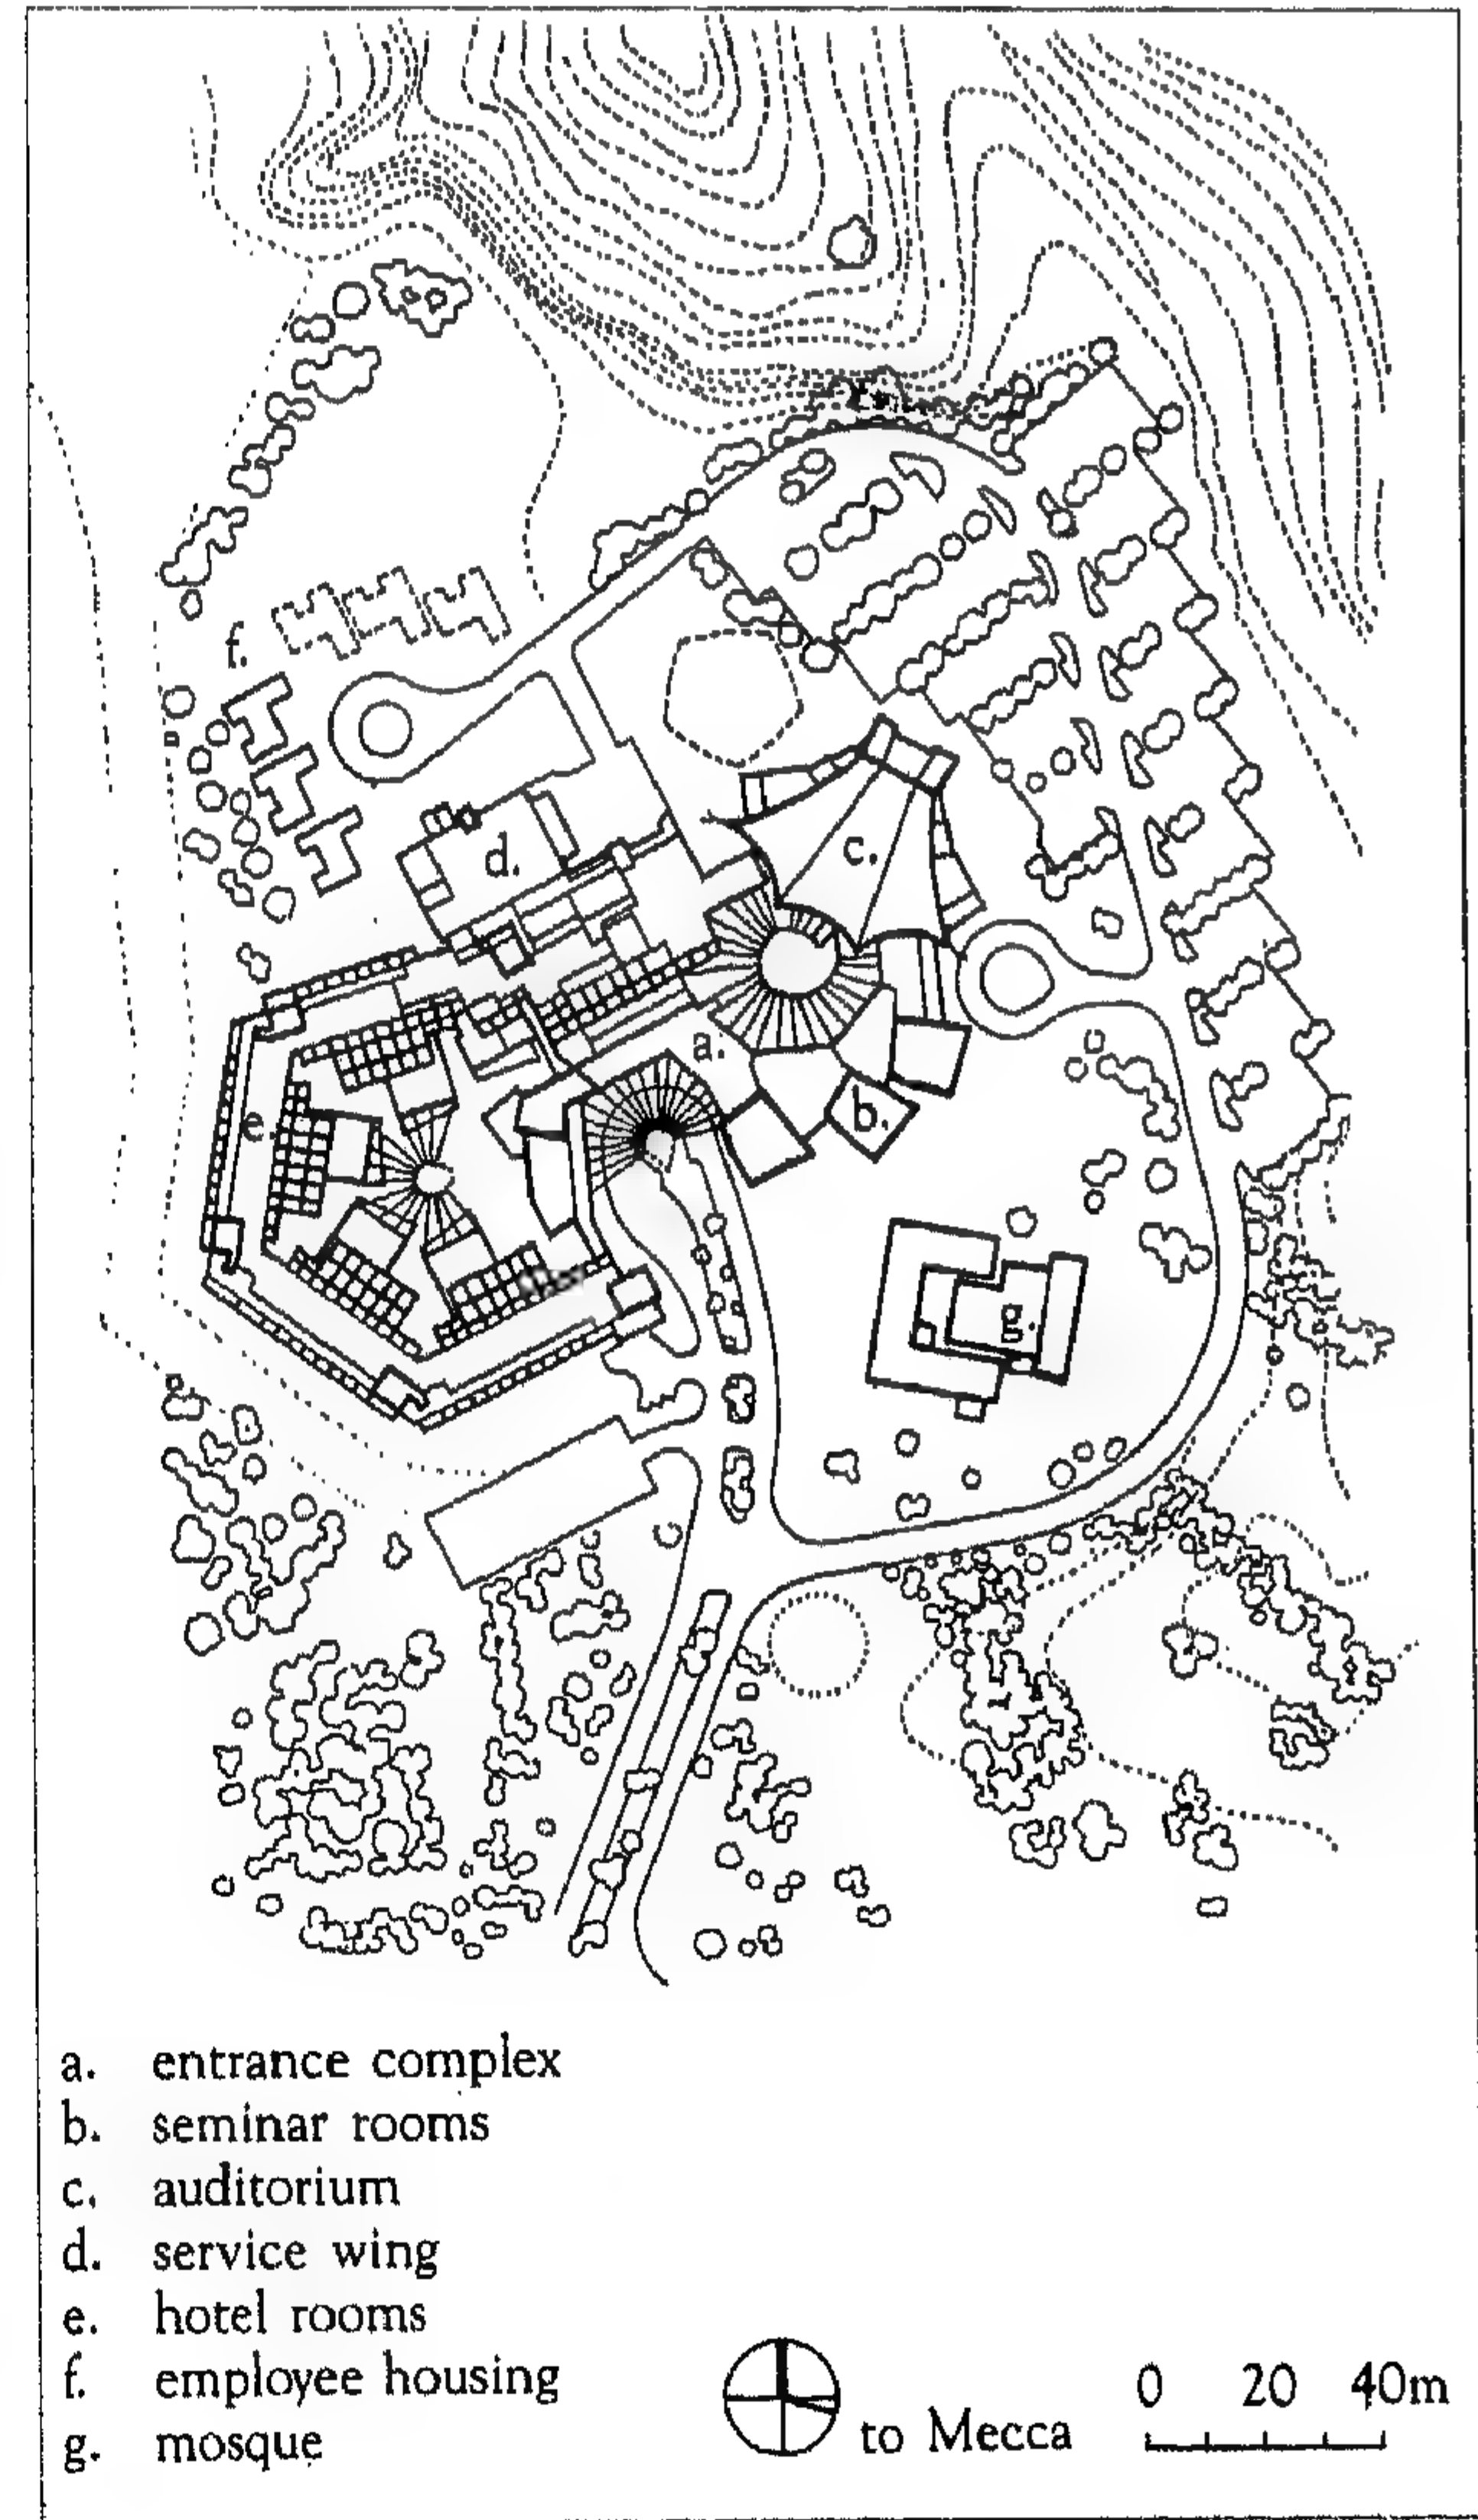 f.
d.
c.
a.
e.
b.
g.
a. entrance complex
b. seminar rooms
c. auditorium
d. service wing
e. hotel rooms
f. employee housing
g. mosque
to Mecca
0 20 40m